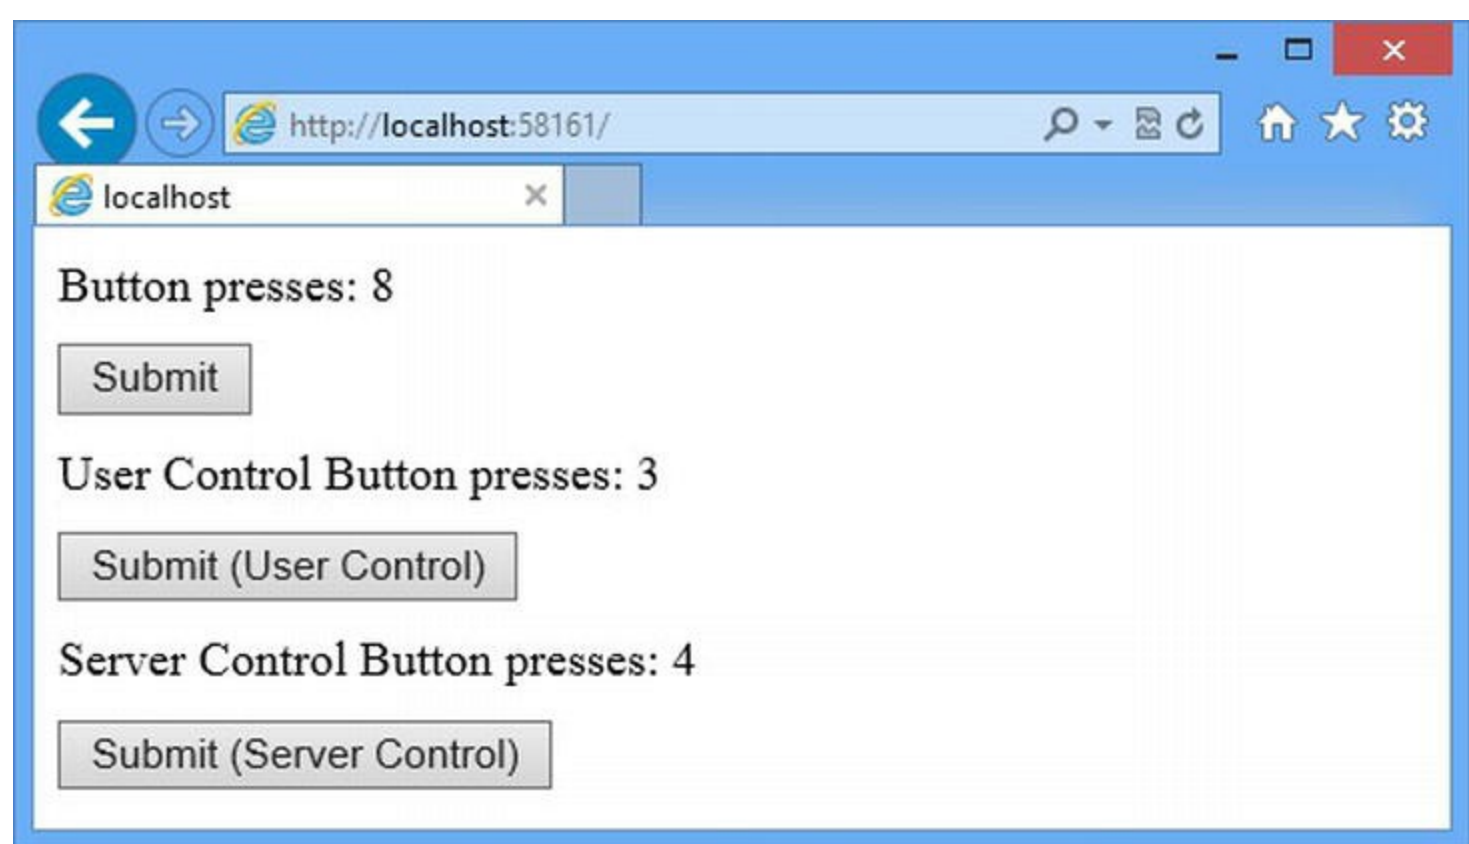 http://localhost:58161/
localhost
Button presses: 8
Submit
User Control Button presses: 3
Submit (User Control)
Server Control Button presses: 4
Submit (Server Control)